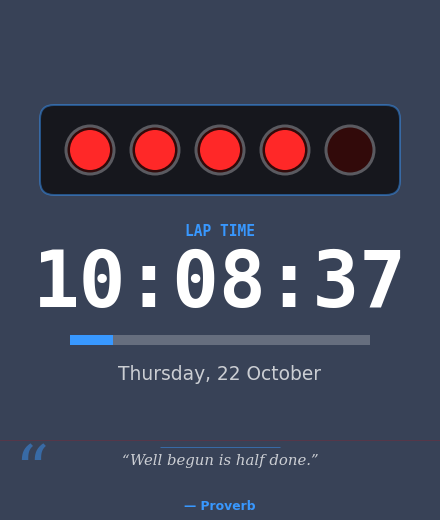 LAP TIME
10:08:37
Thursday, 22 October
“
“Well begun is half done.”
— Proverb